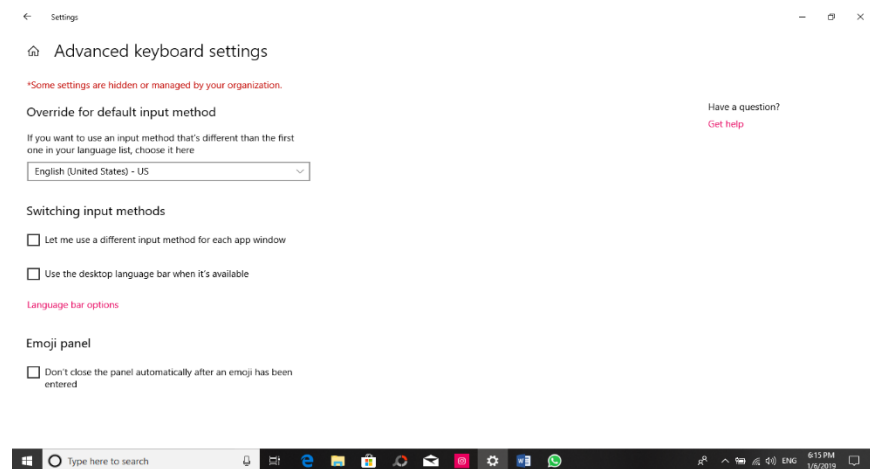 Settings
Advanced keyboard settings
*Some settings are hidden or managed by your organization.
Override for default input method
If you want to use an input method that's different than the first
one in your language list, choose it here
English (United States) - US
Switching input methods
Let me use a different input method for each app window
Use the desktop language bar when it's available
Language bar options
Emoji panel
Don't close the panel automatically after an emoji has been
entered
Have a question?
Get help
Type here to search
ENG
6:15 PM
1/6/2019